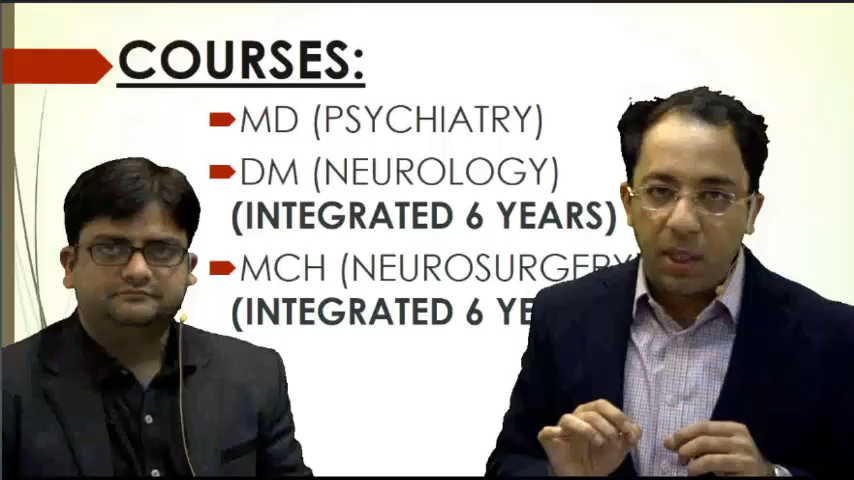 COURSES:
MD (PSYCHIATRY)
DM (NEUROLOGY)
(INTEGRATED 6 YEARS)
MCH (NEUROSURGERY)
(INTEGRATED 6